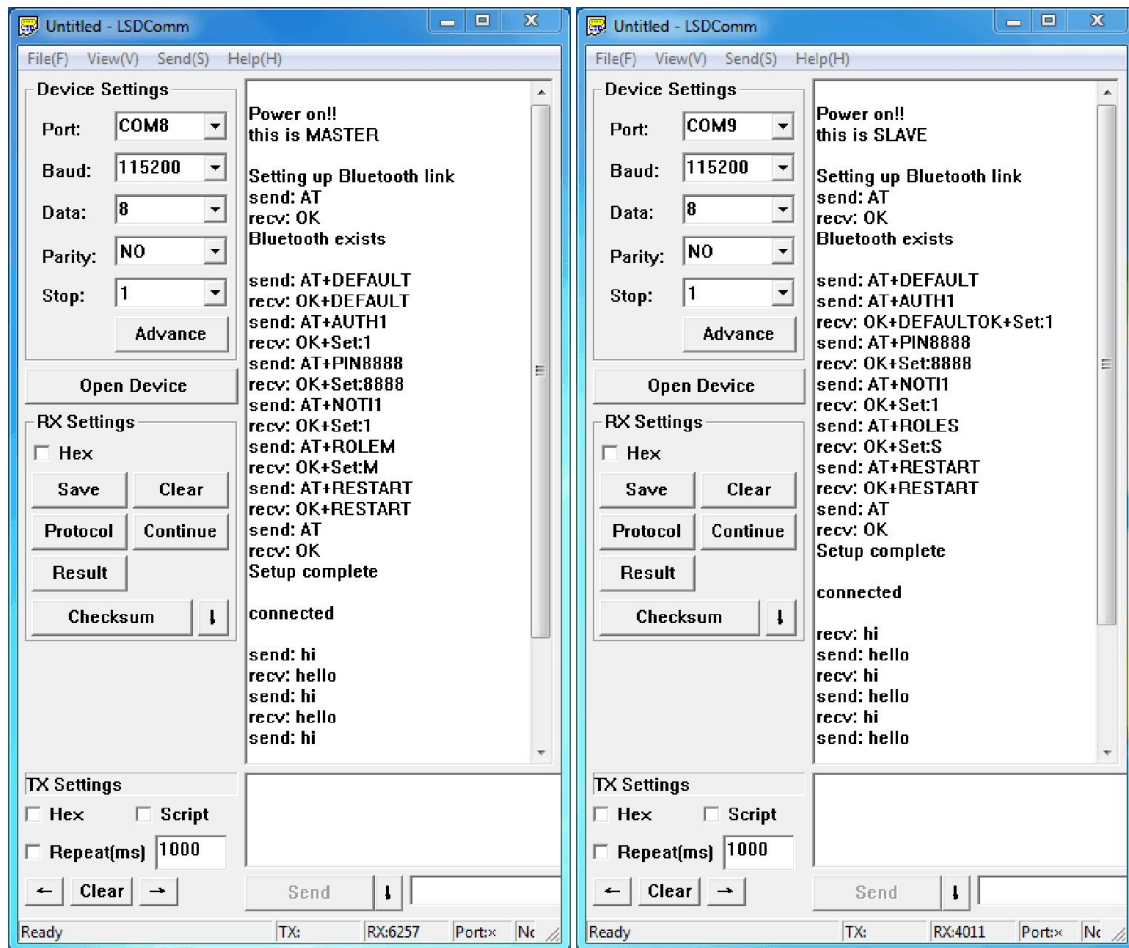 Untitled - LSDComm
File(F) View(V) Send(S) Help(H)
Device Settings
Port: COM8
Baud: 115200
Data: 8
Parity: NO
Stop: 1
Advance
Open Device
RX Settings
Hex
Save Clear
Protocol Continue
Result
Checksum
Power on!!
this is MASTER
Setting up Bluetooth link
send: AT
recv: OK
Bluetooth exists
send: AT+DEFAULT
recv: OK+DEFAULT
send: AT+AUTH1
recv: OK+Set:1
send: AT+PIN8888
recv: OK+Set:8888
send: AT+NOTI1
recv: OK+Set:1
send: AT+ROLEM
recv: OK+Set:M
send: AT+RESTART
recv: OK+RESTART
send: AT
recv: OK
Setup complete
connected
send: hi
recv: hello
send: hi
recv: hello
send: hi
TX Settings
Hex Script
Repeat(ms) 1000
← Clear →
Send
Ready TX: RX:6257 Port:× Nc
Untitled - LSDComm
File(F) View(V) Send(S) Help(H)
Device Settings
Port: COM9
Baud: 115200
Data: 8
Parity: NO
Stop: 1
Advance
Open Device
RX Settings
Hex
Save Clear
Protocol Continue
Result
Checksum
Power on!!
this is SLAVE
Setting up Bluetooth link
send: AT
recv: OK
Bluetooth exists
send: AT+DEFAULT
send: AT+AUTH1
recv: OK+DEFAULTOK+Set:1
send: AT+PIN8888
recv: OK+Set:8888
send: AT+NOTI1
recv: OK+Set:1
send: AT+ROLES
recv: OK+Set:S
send: AT+RESTART
recv: OK+RESTART
send: AT
recv: OK
Setup complete
connected
recv: hi
send: hello
recv: hi
send: hello
recv: hi
send: hello
TX Settings
Hex Script
Repeat(ms) 1000
← Clear →
Send
Ready TX: RX:4011 Port:× Nc